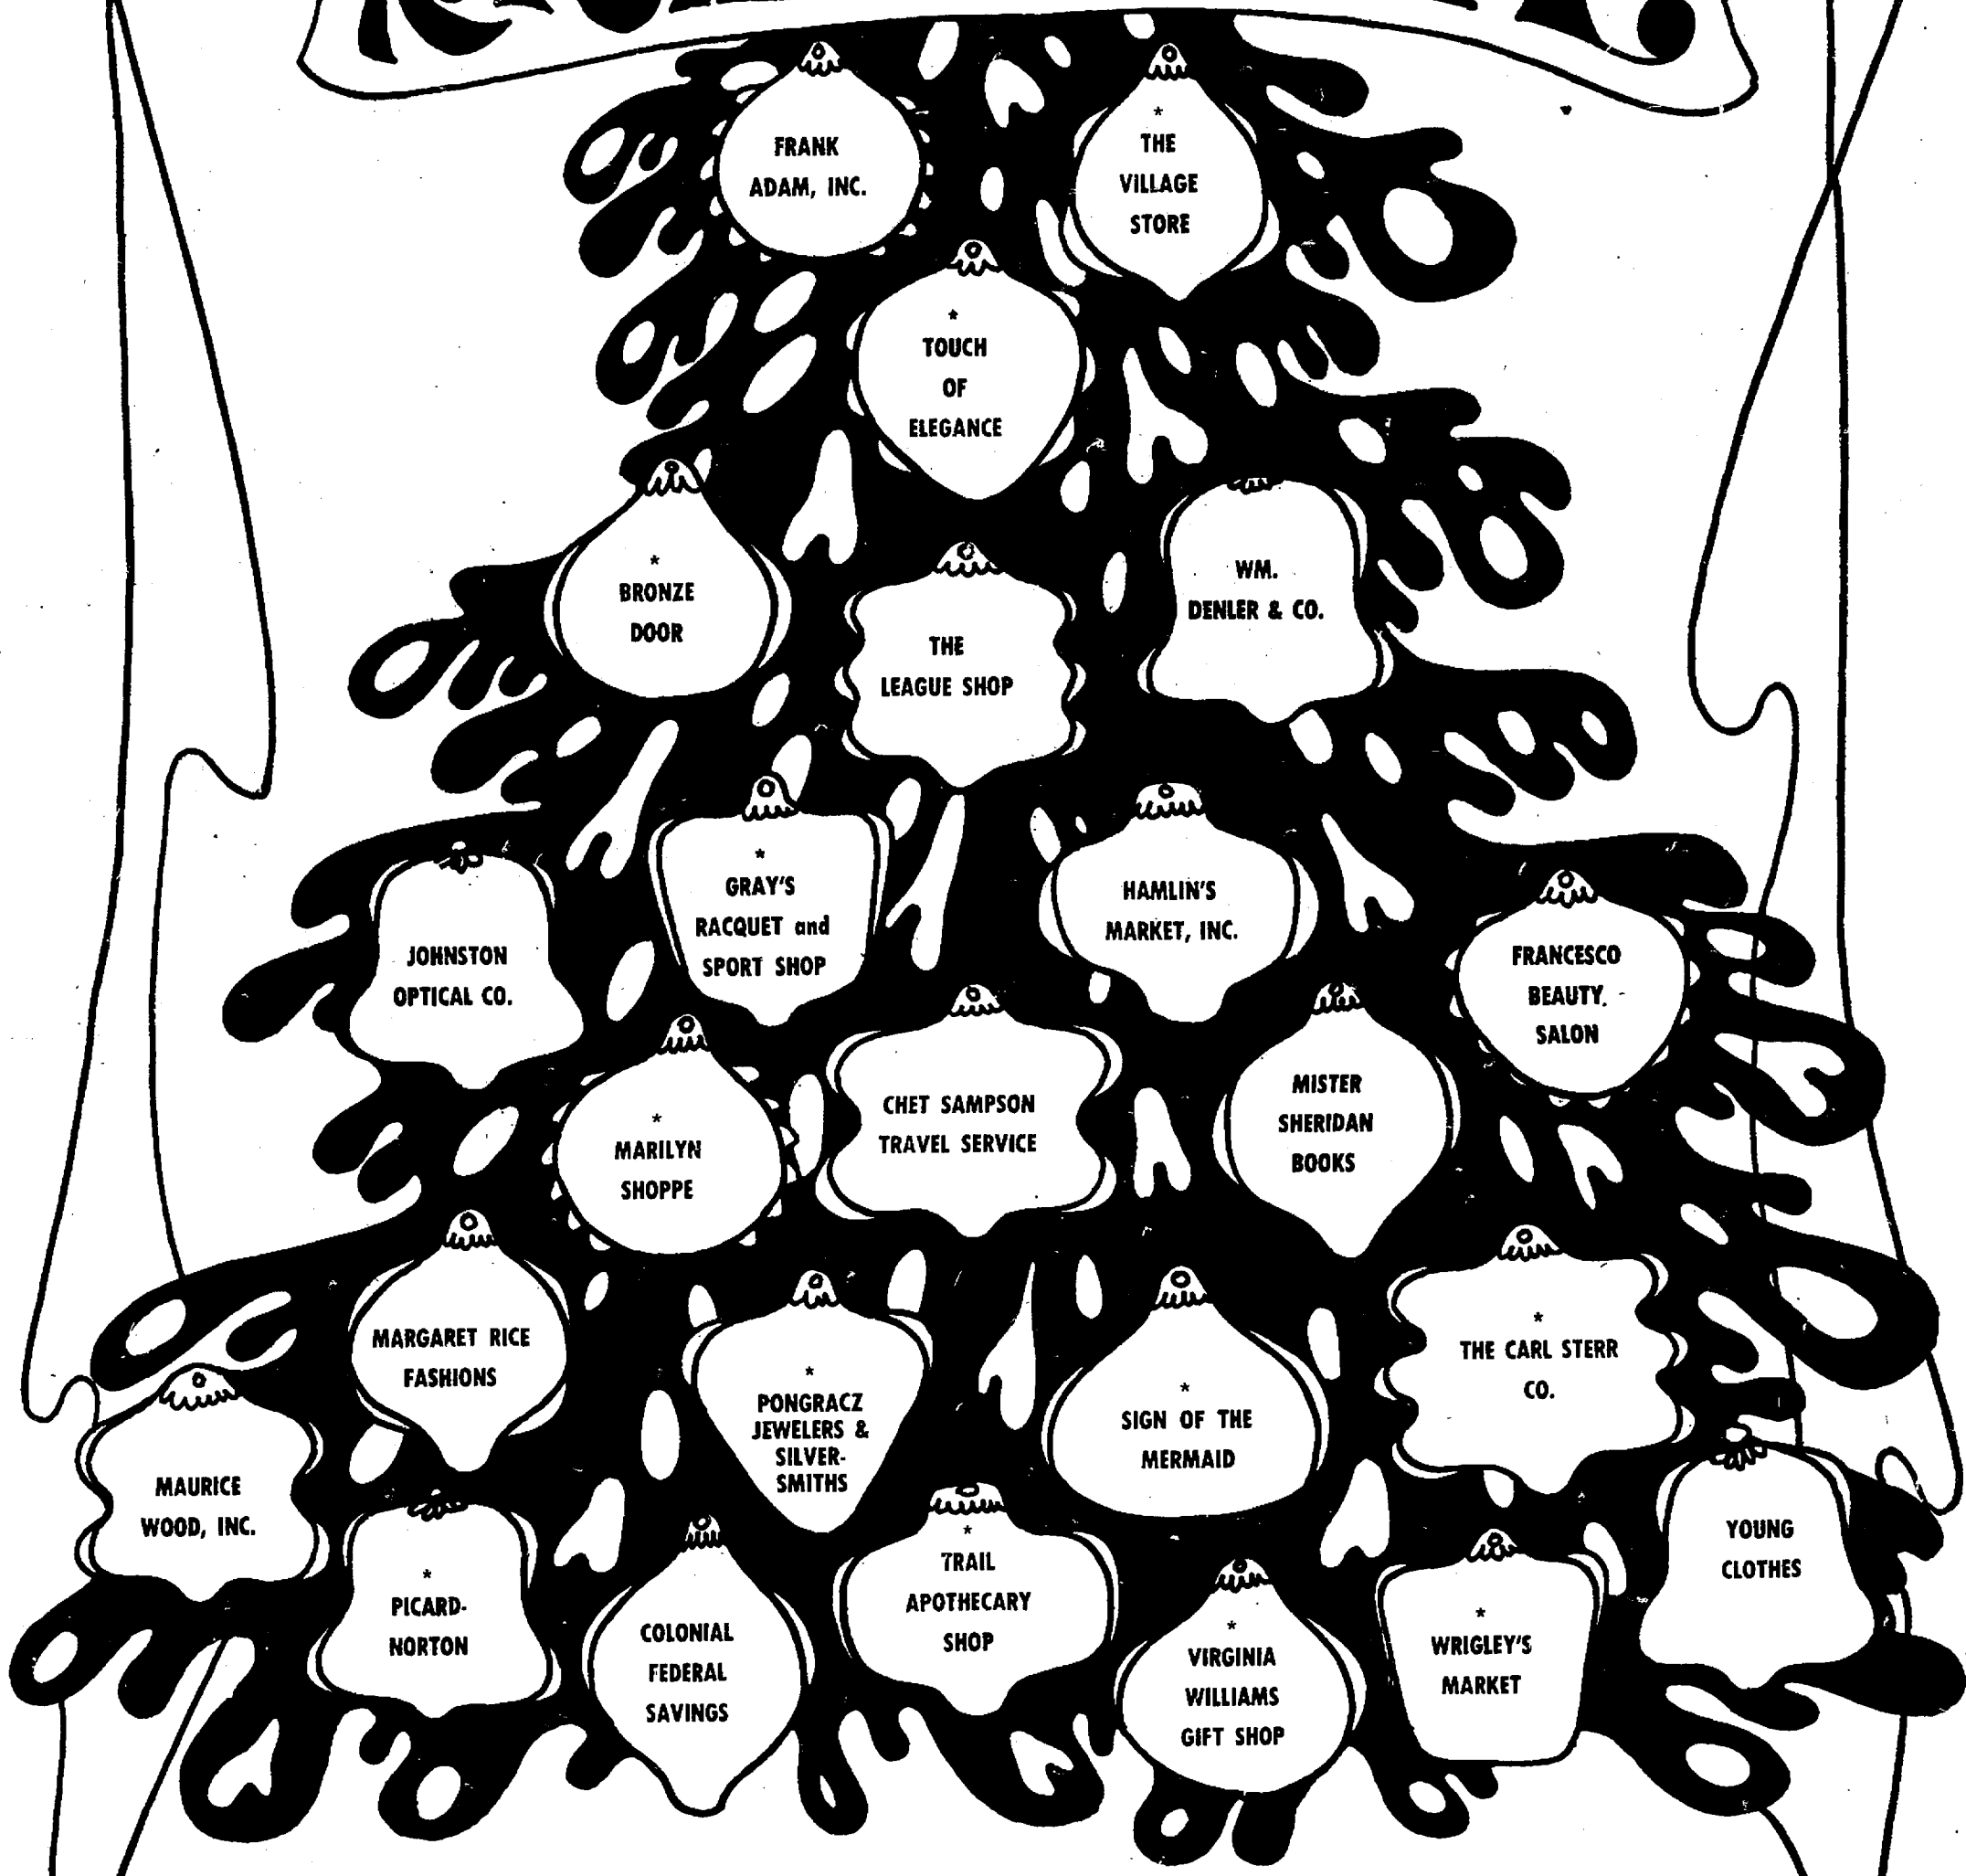 FRANK
ADAM, INC.
*
THE
VILLAGE
STORE
*
TOUCH
OF
ELEGANCE
*
BRONZE
DOOR
THE
LEAGUE SHOP
WM.
DENLER & CO.
JOHNSTON
OPTICAL CO.
*
GRAY'S
RACQUET and
SPORT SHOP
HAMLIN'S
MARKET, INC.
FRANCESCO
BEAUTY
SALON
*
MARILYN
SHOPPE
CHET SAMPSON
TRAVEL SERVICE
MISTER
SHERIDAN
BOOKS
MARGARET RICE
FASHIONS
*
PONGRACZ
JEWELERS &
SILVER-
SMITHS
*
SIGN OF THE
MERMAID
*
THE CARL STERR
CO.
MAURICE
WOOD, INC.
*
PICARD-
NORTON
COLONIAL
FEDERAL
SAVINGS
*
TRAIL
APOTHECARY
SHOP
*
VIRGINIA
WILLIAMS
GIFT SHOP
*
WRIGLEY'S
MARKET
YOUNG
CLOTHES